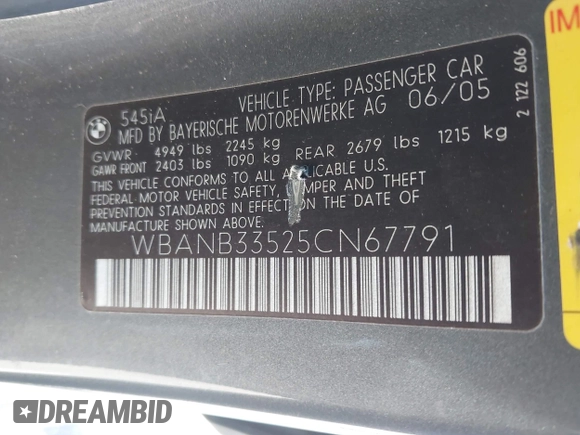 545iA VEHICLE TYPE: PASSENGER CAR
MFD BY BAYERISCHE MOTORENWERKE AG 06/05
GVWR 4949 lbs 2245 kg
GAWR FRONT 2403 lbs 1090 kg REAR 2679 lbs 1215 kg
THIS VEHICLE CONFORMS TO ALL APPLICABLE U.S.
FEDERAL MOTOR VEHICLE SAFETY, BUMPER AND THEFT
PREVENTION STANDARDS IN EFFECT ON THE DATE OF
MANUFACTURE SHOWN ABOVE.
WBANB33525CN67791
2 122 606
BMW
IM
DREAMBID